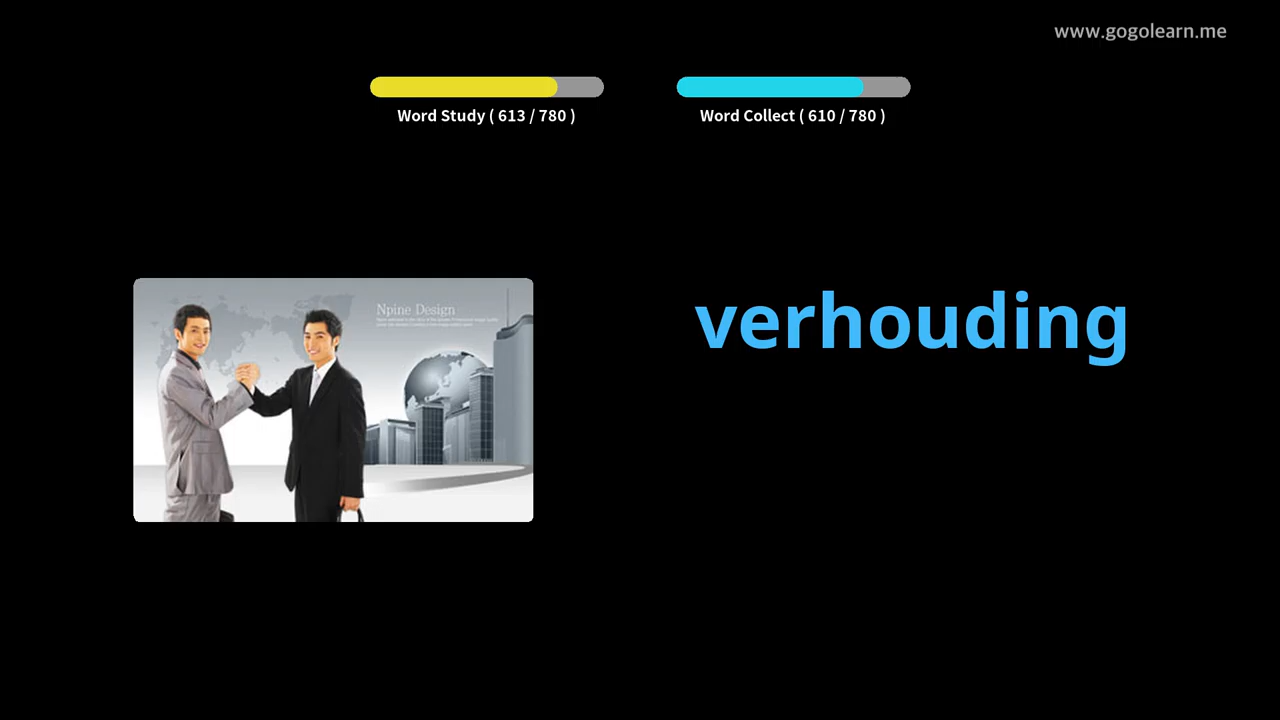 www.gogolearn.me
Word Study ( 613 / 780 )
Word Collect ( 610 / 780 )
Npine Design
verhouding